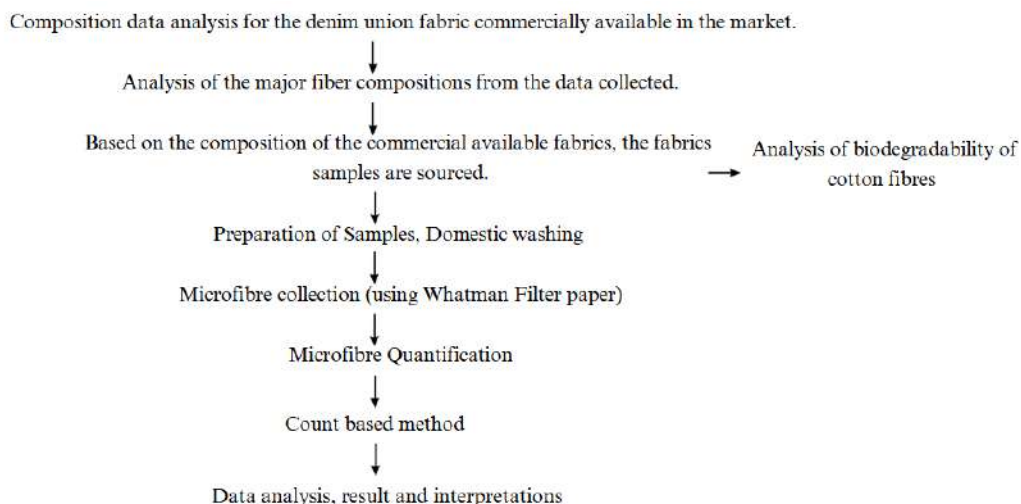 Composition data analysis for the denim union fabric commercially available in the market.
Analysis of the major fiber compositions from the data collected.
Based on the composition of the commercial available fabrics, the fabrics
samples are sourced.
Analysis of biodegradability of
cotton fibres
Preparation of Samples, Domestic washing
Microfibre collection (using Whatman Filter paper)
Microfibre Quantification
Count based method
Data analysis, result and interpretations